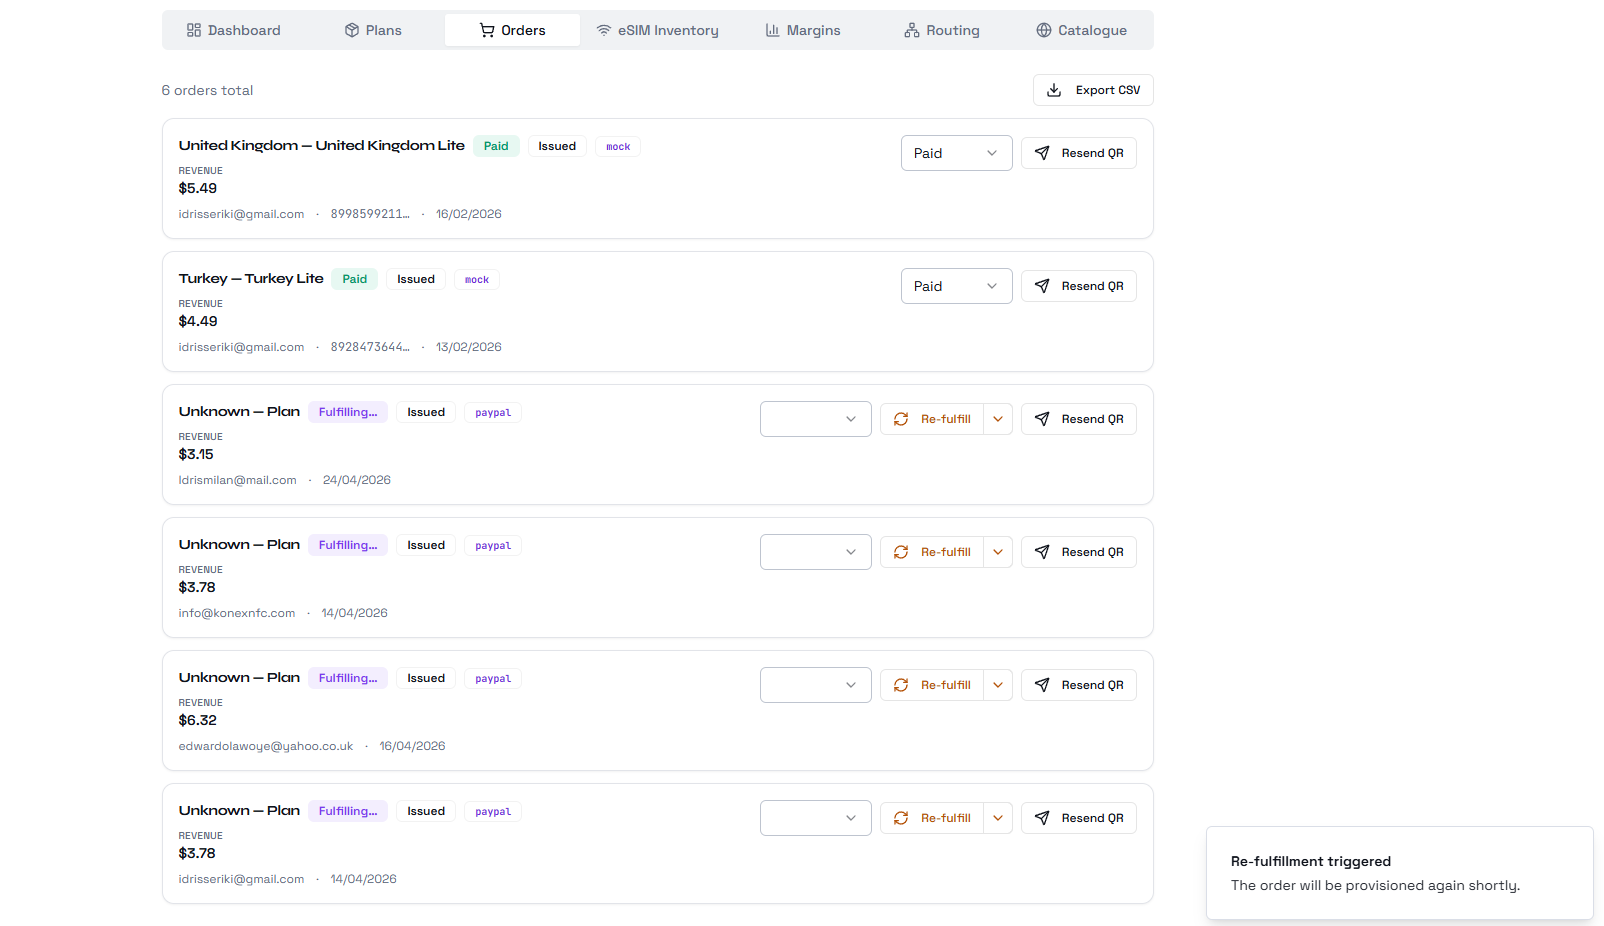 Dashboard Plans Orders eSIM Inventory Margins Routing Catalogue
6 orders total Export CSV
United Kingdom — United Kingdom Lite Paid Issued mock Paid Resend QR
REVENUE
$5.49
idrisseriki@gmail.com · 8998599211… · 16/02/2026
Turkey — Turkey Lite Paid Issued mock Paid Resend QR
REVENUE
$4.49
idrisseriki@gmail.com · 8928473644… · 13/02/2026
Unknown — Plan Fulfilling… Issued paypal Re-fulfill Resend QR
REVENUE
$3.15
Idrismilan@mail.com · 24/04/2026
Unknown — Plan Fulfilling… Issued paypal Re-fulfill Resend QR
REVENUE
$3.78
info@konexnfc.com · 14/04/2026
Unknown — Plan Fulfilling… Issued paypal Re-fulfill Resend QR
REVENUE
$6.32
edwardolawoye@yahoo.co.uk · 16/04/2026
Unknown — Plan Fulfilling… Issued paypal Re-fulfill Resend QR
REVENUE
$3.78
idrisseriki@gmail.com · 14/04/2026
Re-fulfillment triggered
The order will be provisioned again shortly.